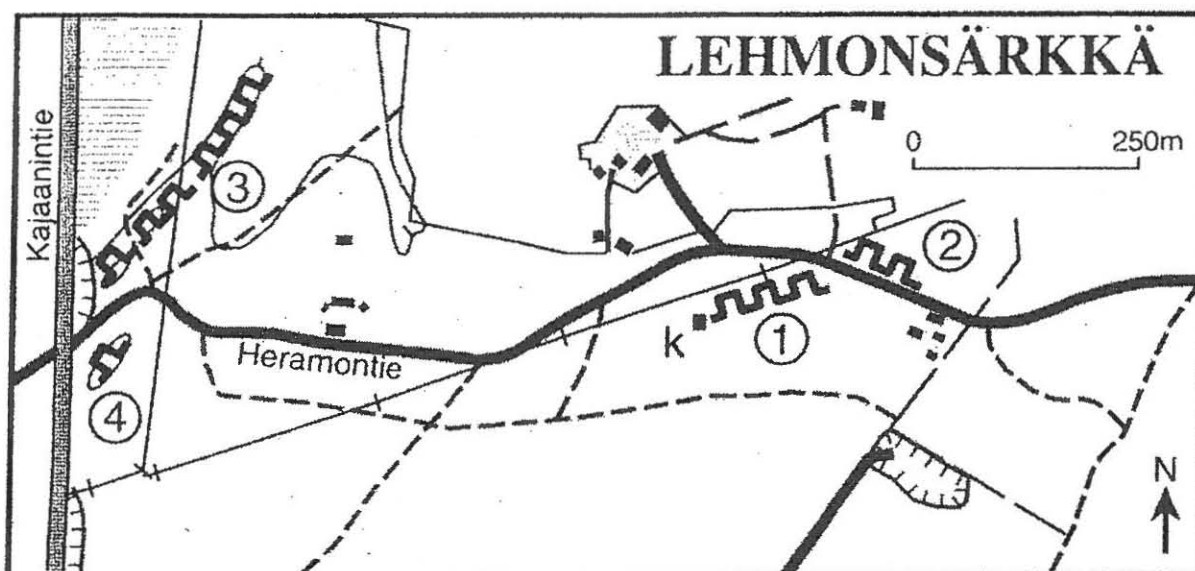 LEHMONSÄRKKÄ
0 250m
Kajaanintie
3
2
1
k
Heramontie
4
N